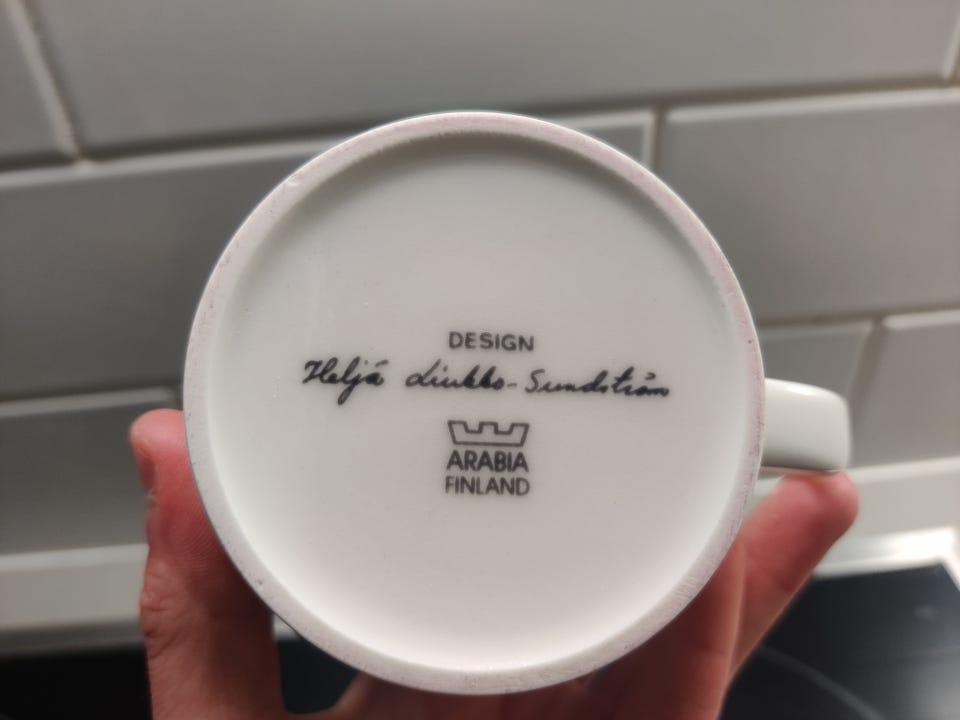 DESIGN
Heljä Liukko-Sundström
ARABIA
FINLAND